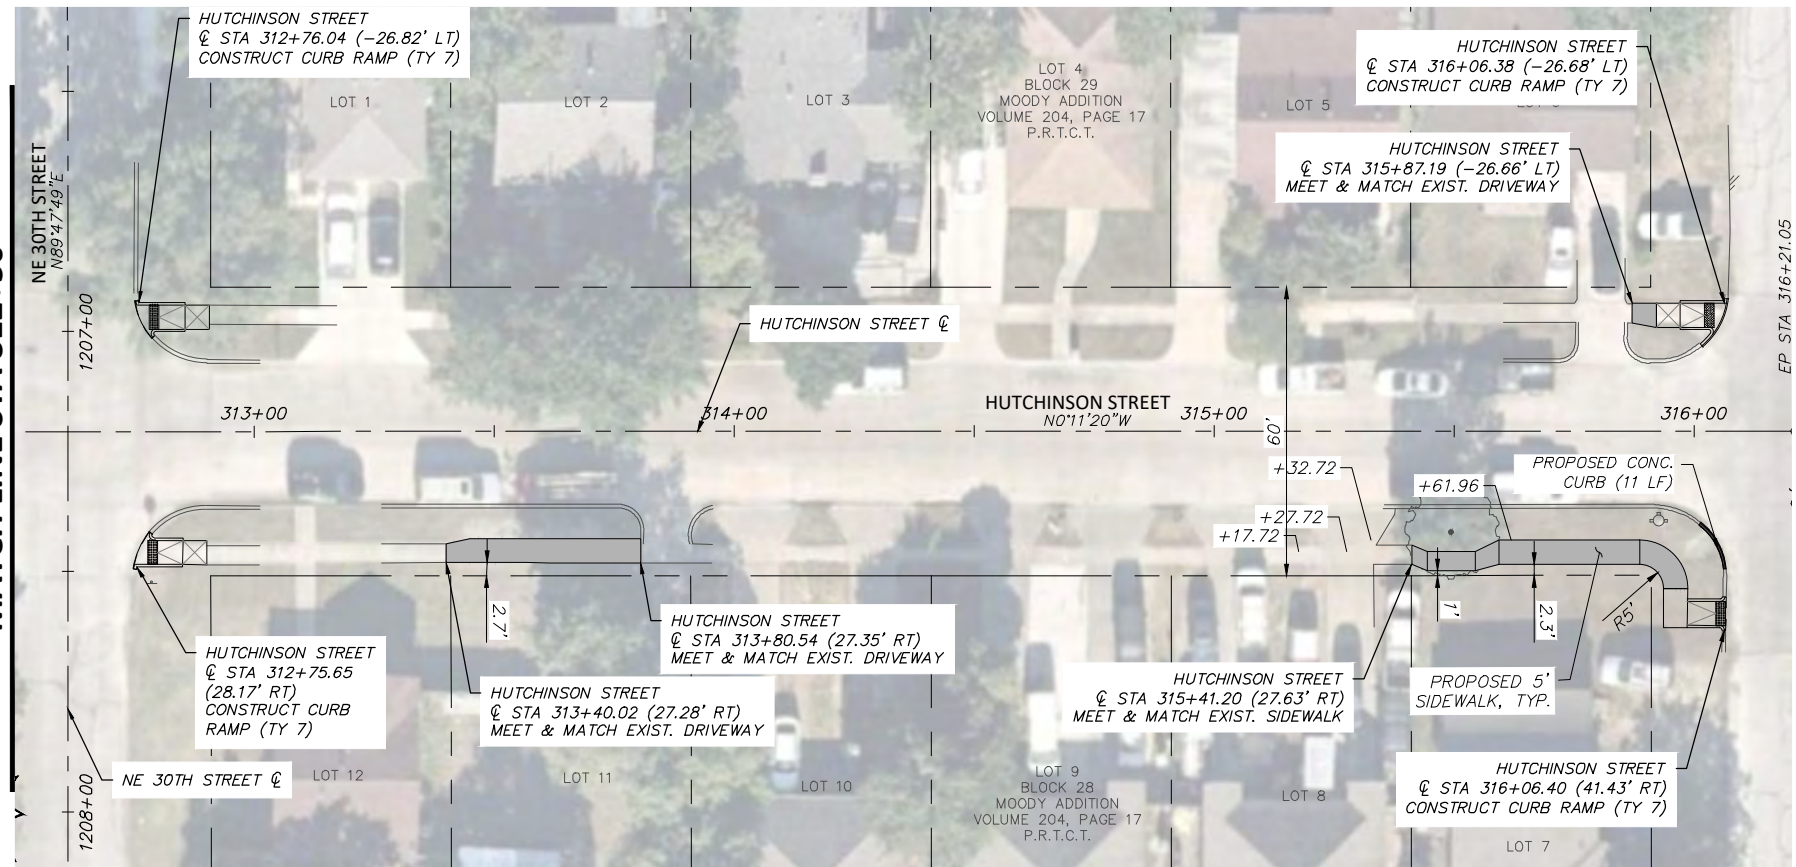 HUTCHINSON STREET
℄ STA 312+76.04 (-26.82' LT)
CONSTRUCT CURB RAMP (TY 7)
HUTCHINSON STREET
℄ STA 316+06.38 (-26.68' LT)
CONSTRUCT CURB RAMP (TY 7)
LOT 1
LOT 2
LOT 3
LOT 4
BLOCK 29
MOODY ADDITION
VOLUME 204, PAGE 17
P.R.T.C.T.
LOT 5
HUTCHINSON STREET
℄ STA 315+87.19 (-26.66' LT)
MEET & MATCH EXIST. DRIVEWAY
NE 30TH STREET
N89°47'49"E
1207+00
EP STA 316+21.05
HUTCHINSON STREET ℄
313+00
314+00
HUTCHINSON STREET
N0°11'20"W
315+00
316+00
60'
+32.72
+27.72
+17.72
+61.96
PROPOSED CONC.
CURB (11 LF)
2.7'
1'
2.3'
R5'
HUTCHINSON STREET
℄ STA 312+75.65
(28.17' RT)
CONSTRUCT CURB
RAMP (TY 7)
HUTCHINSON STREET
℄ STA 313+80.54 (27.35' RT)
MEET & MATCH EXIST. DRIVEWAY
HUTCHINSON STREET
℄ STA 313+40.02 (27.28' RT)
MEET & MATCH EXIST. DRIVEWAY
HUTCHINSON STREET
℄ STA 315+41.20 (27.63' RT)
MEET & MATCH EXIST. SIDEWALK
PROPOSED 5'
SIDEWALK, TYP.
HUTCHINSON STREET
℄ STA 316+06.40 (41.43' RT)
CONSTRUCT CURB RAMP (TY 7)
NE 30TH STREET ℄
1208+00
LOT 12
LOT 11
LOT 10
LOT 9
BLOCK 28
MOODY ADDITION
VOLUME 204, PAGE 17
P.R.T.C.T.
LOT 8
LOT 7